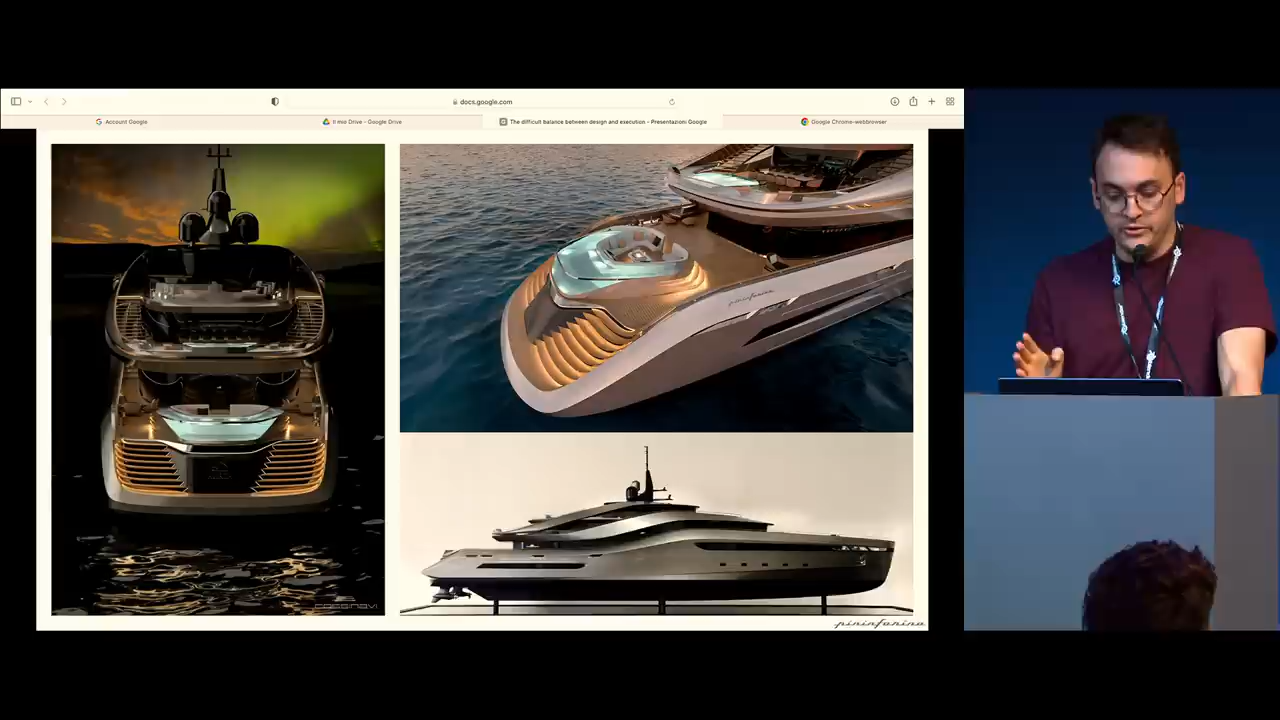 docs.google.com
Account Google
Il mio Drive - Google Drive
The difficult balance between design and execution - Presentazioni Google
Google Chrome-webbrowser
pininfarina
rossinavi
pininfarina